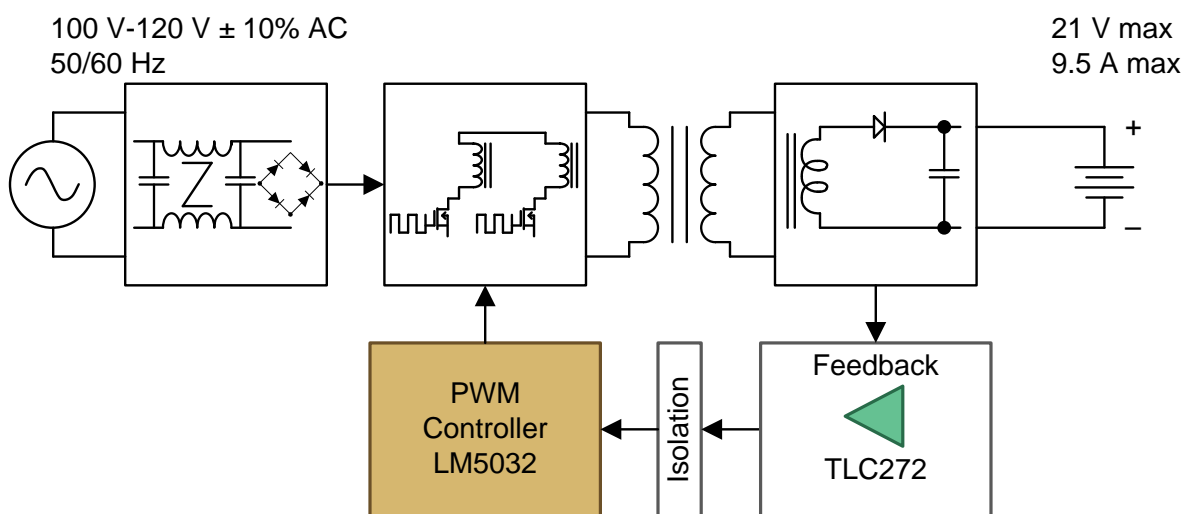 100 V-120 V ± 10% AC
50/60 Hz
21 V max
9.5 A max
+
–
PWM
Controller
LM5032
Isolation
Feedback
TLC272